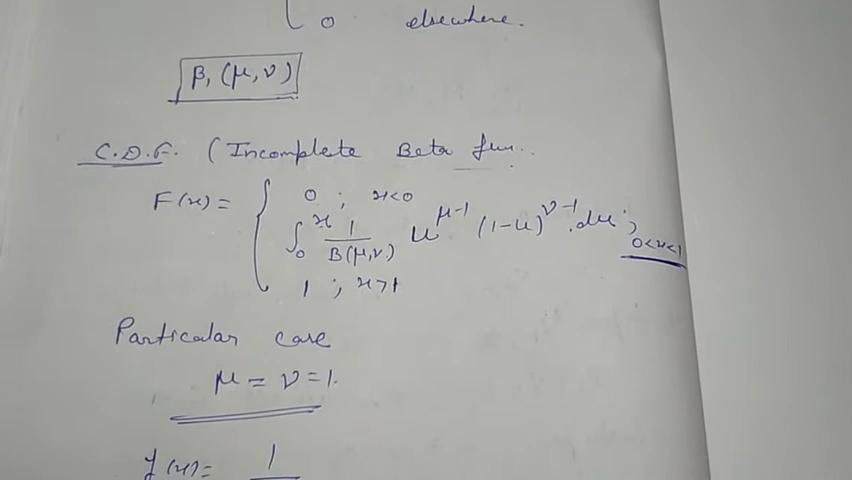 0 elsewhere.
β₁ (μ, ν)
C.D.F. (Incomplete Beta fun..
F(x) = { 0 ; x<0
∫₀ˣ 1/B(μ,ν) u^(μ-1) (1-u)^(ν-1) .du ; 0<x<1
1 ; x>1
Particular case
μ = ν = 1.
f(x) = 1